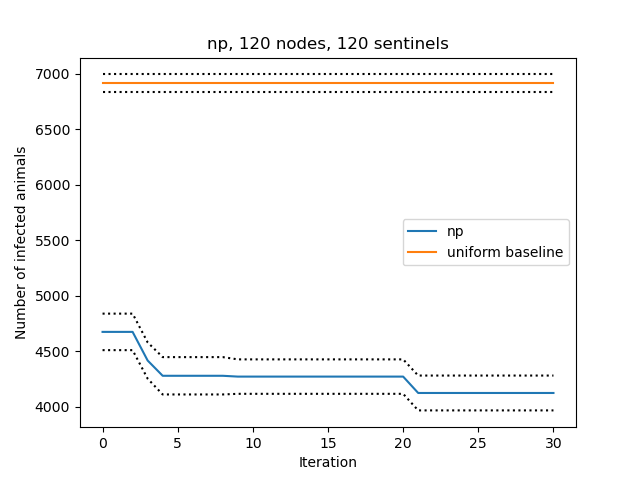 np, 120 nodes, 120 sentinels
Number of infected animals
7000
6500
6000
5500
5000
4500
4000
np
uniform baseline
0 5 10 15 20 25 30
Iteration